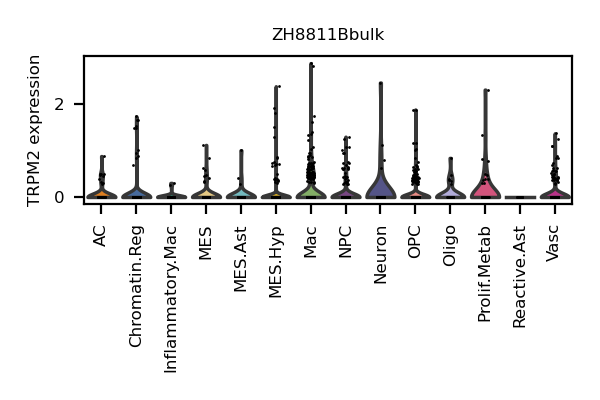 ZH8811Bbulk
TRPM2 expression
2
0
AC
Chromatin.Reg
Inflammatory.Mac
MES
MES.Ast
MES.Hyp
Mac
NPC
Neuron
OPC
Oligo
Prolif.Metab
Reactive.Ast
Vasc